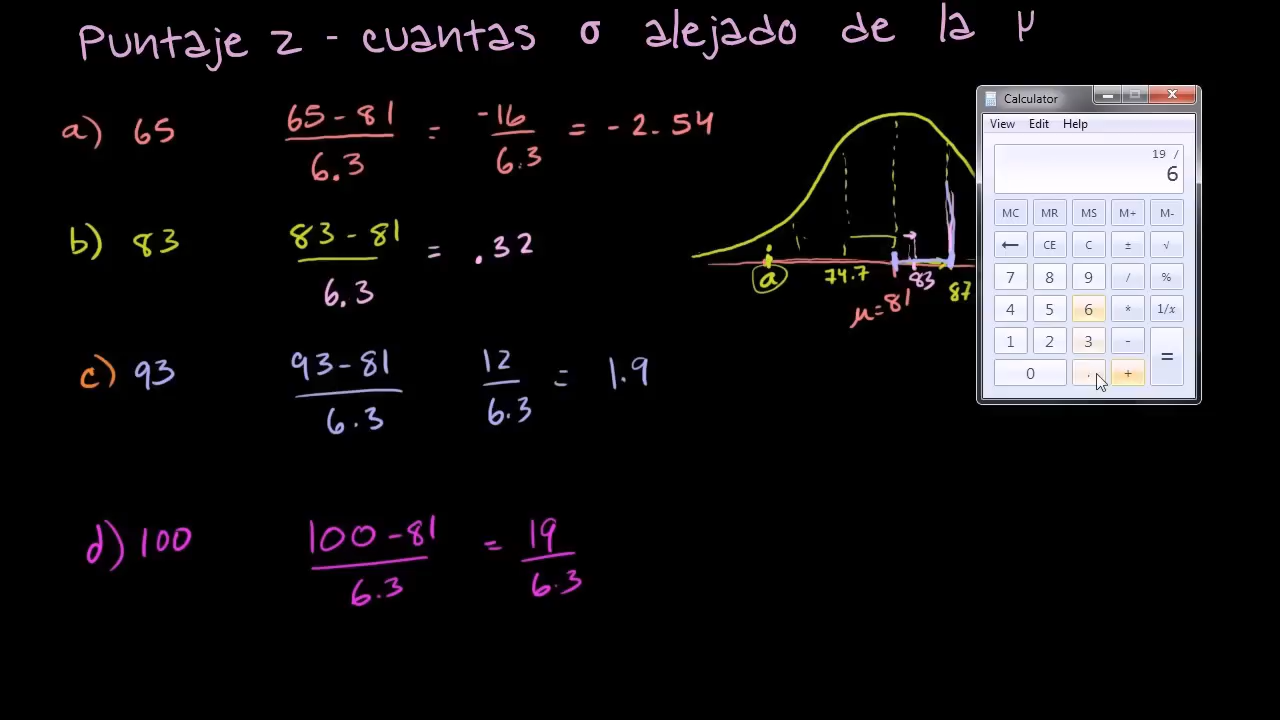 Puntaje z - cuantas σ alejado de la μ
a) 65 65 - 81 / 6.3 = -16 / 6.3 = -2.54
b) 83 83 - 81 / 6.3 = .32
c) 93 93 - 81 / 6.3 12 / 6.3 = 1.9
d) 100 100 - 81 / 6.3 = 19 / 6.3
a 74.7 83 87
μ = 81
Calculator
View Edit Help
19 /
6
MC MR MS M+ M-
← CE C ± √
7 8 9 / %
4 5 6 * 1/x
1 2 3 - =
0 . +